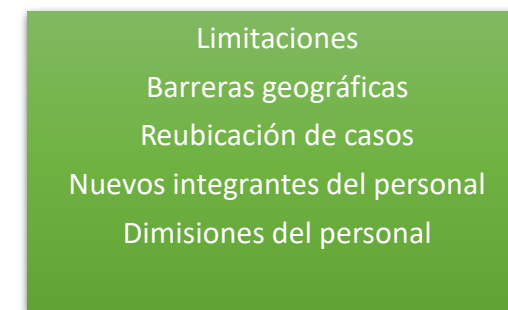 Limitaciones
Barreras geográficas
Reubicación de casos
Nuevos integrantes del personal
Dimisiones del personal